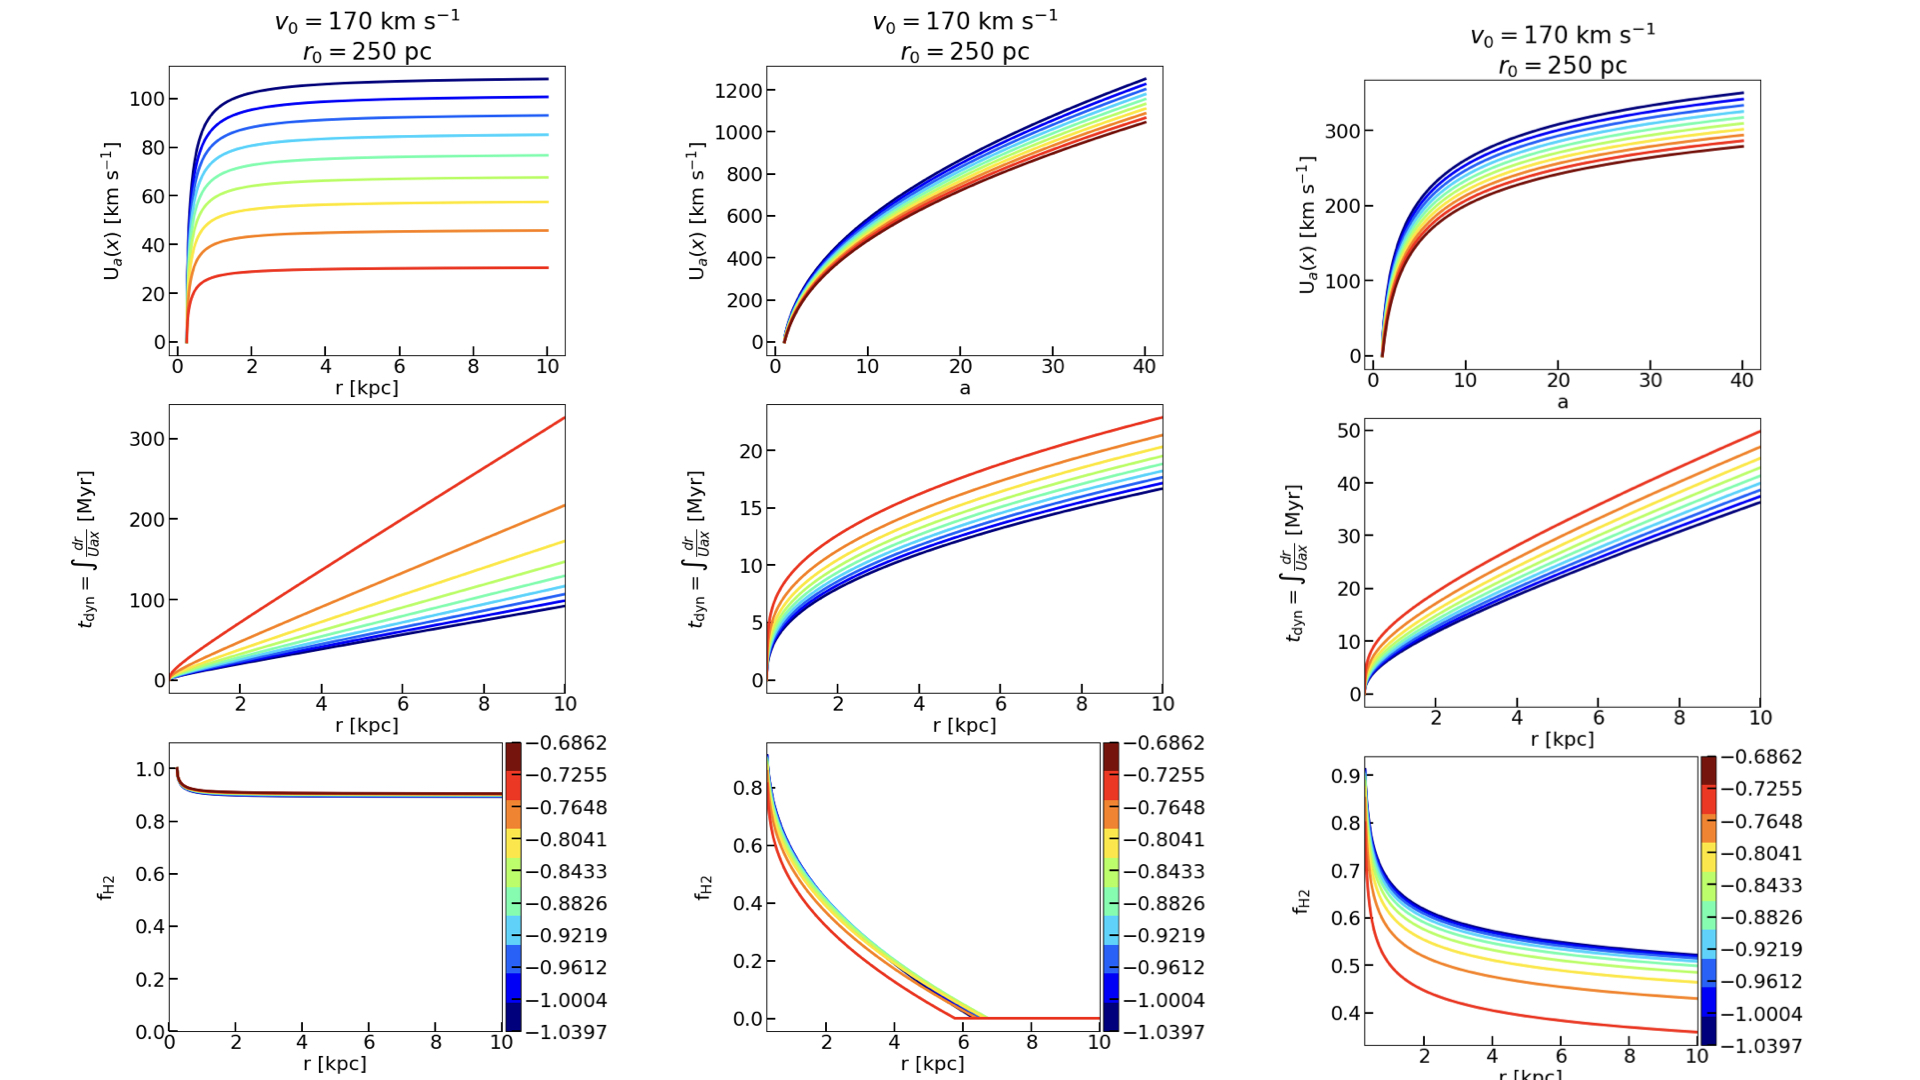 v₀ = 170 km s⁻¹
r₀ = 250 pc
Uₐ(x) [km s⁻¹]
100
80
60
40
20
0
0 2 4 6 8 10
r [kpc]
v₀ = 170 km s⁻¹
r₀ = 250 pc
Uₐ(x) [km s⁻¹]
1200
1000
800
600
400
200
0
0 10 20 30 40
a
v₀ = 170 km s⁻¹
r₀ = 250 pc
Uₐ(x) [km s⁻¹]
300
200
100
0
0 10 20 30 40
a
t_dyn = ∫ dr/Uax [Myr]
300
200
100
0
2 4 6 8 10
r [kpc]
t_dyn = ∫ dr/Uax [Myr]
20
15
10
5
0
2 4 6 8 10
r [kpc]
t_dyn = ∫ dr/Uax [Myr]
50
40
30
20
10
0
2 4 6 8 10
r [kpc]
f_H2
1.0
0.8
0.6
0.4
0.2
0.0
0 2 4 6 8 10
r [kpc]
−0.6862
−0.7255
−0.7648
−0.8041
−0.8433
−0.8826
−0.9219
−0.9612
−1.0004
−1.0397
f_H2
0.8
0.6
0.4
0.2
0.0
2 4 6 8 10
r [kpc]
−0.6862
−0.7255
−0.7648
−0.8041
−0.8433
−0.8826
−0.9219
−0.9612
−1.0004
−1.0397
f_H2
0.9
0.8
0.7
0.6
0.5
0.4
2 4 6 8 10
r [kpc]
−0.6862
−0.7255
−0.7648
−0.8041
−0.8433
−0.8826
−0.9219
−0.9612
−1.0004
−1.0397